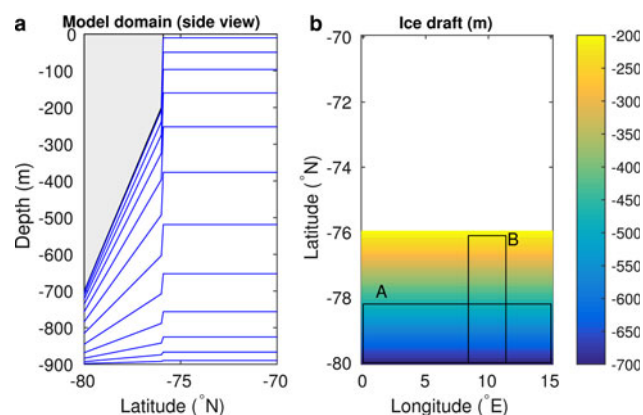 a Model domain (side view)
0
-100
-200
-300
-400
-500
-600
-700
-800
-900
Depth (m)
-80 -75 -70
Latitude (°N)
b Ice draft (m)
-70
-72
-74
-76
-78
-80
Latitude (°N)
A
B
0 5 10 15
Longitude (°E)
-200
-250
-300
-350
-400
-450
-500
-550
-600
-650
-700